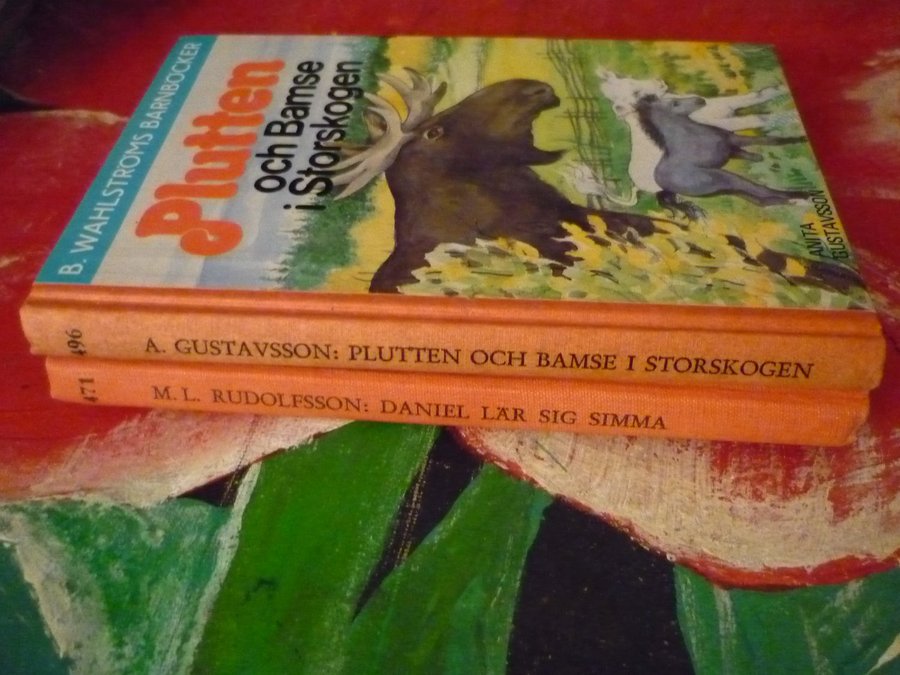 B. WAHLSTRÖMS BARNBÖCKER
Plutten
och Bamse
i Storskogen
ANITA
GUSTAVSSON
496
A. GUSTAVSSON: PLUTTEN OCH BAMSE I STORSKOGEN
471
M. L. RUDOLFSSON: DANIEL LÄR SIG SIMMA